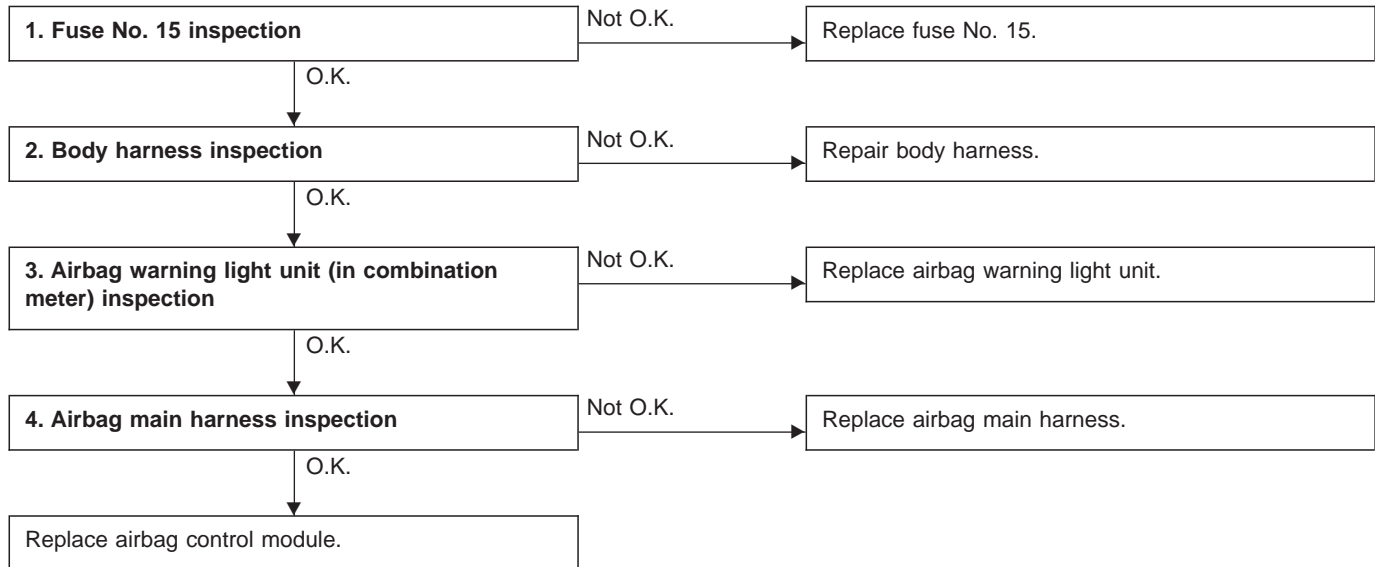 1. Fuse No. 15 inspection
Not O.K.
Replace fuse No. 15.
O.K.
2. Body harness inspection
Not O.K.
Repair body harness.
O.K.
3. Airbag warning light unit (in combination
meter) inspection
Not O.K.
Replace airbag warning light unit.
O.K.
4. Airbag main harness inspection
Not O.K.
Replace airbag main harness.
O.K.
Replace airbag control module.